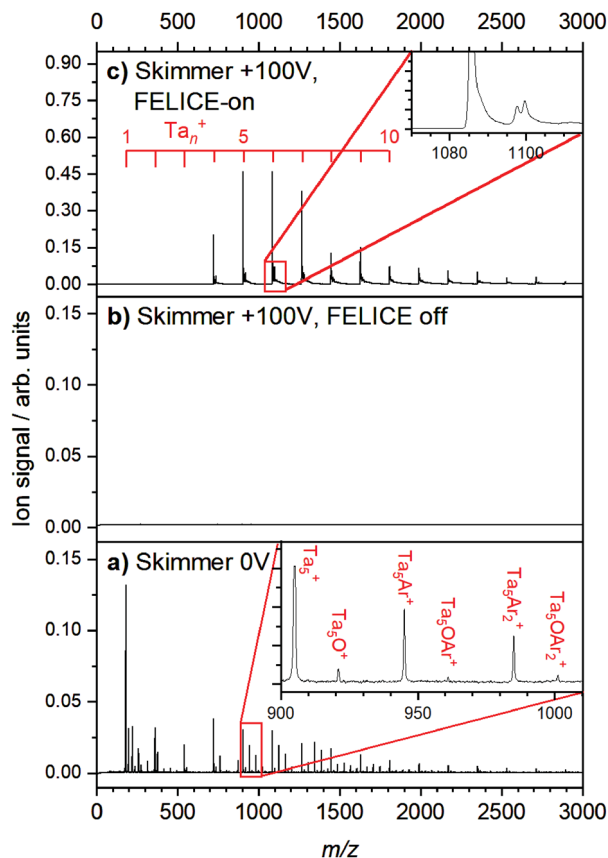 0 500 1000 1500 2000 2500 3000
c) Skimmer +100V,
FELICE-on
Taₙ⁺
1 5 10
1080 1100
0.90
0.75
0.60
0.45
0.30
0.15
0.00
b) Skimmer +100V, FELICE off
0.15
0.10
0.05
0.00
Ion signal / arb. units
a) Skimmer 0V
Ta₅⁺
Ta₅O⁺
Ta₅Ar⁺
Ta₅OAr⁺
Ta₅Ar₂⁺
Ta₅OAr₂⁺
900 950 1000
0.15
0.10
0.05
0.00
0 500 1000 1500 2000 2500 3000
m/z